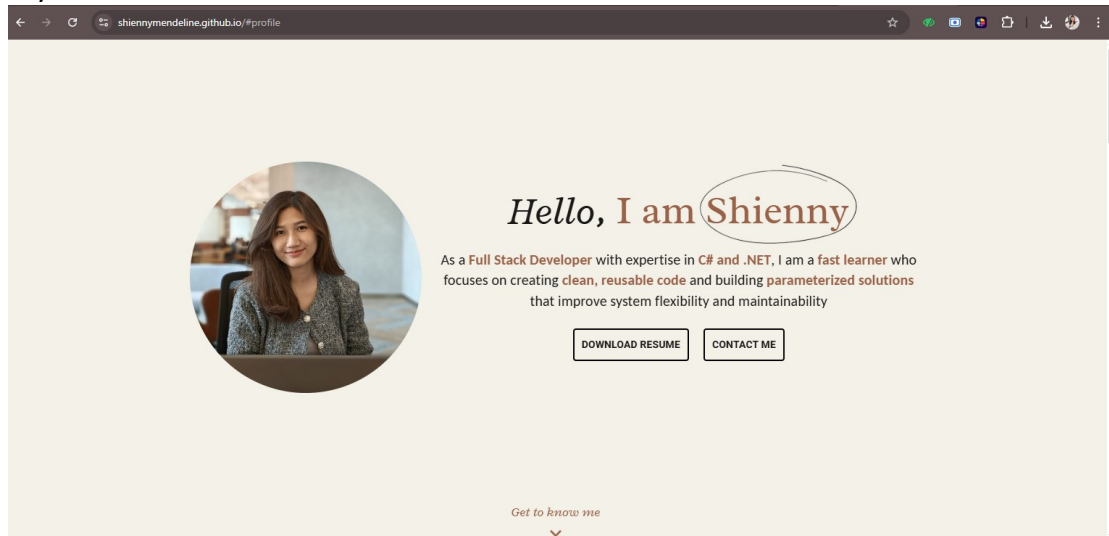 shiennymendeline.github.io/#profile
Hello, I am Shienny
As a Full Stack Developer with expertise in C# and .NET, I am a fast learner who
focuses on creating clean, reusable code and building parameterized solutions
that improve system flexibility and maintainability
DOWNLOAD RESUME CONTACT ME
Get to know me